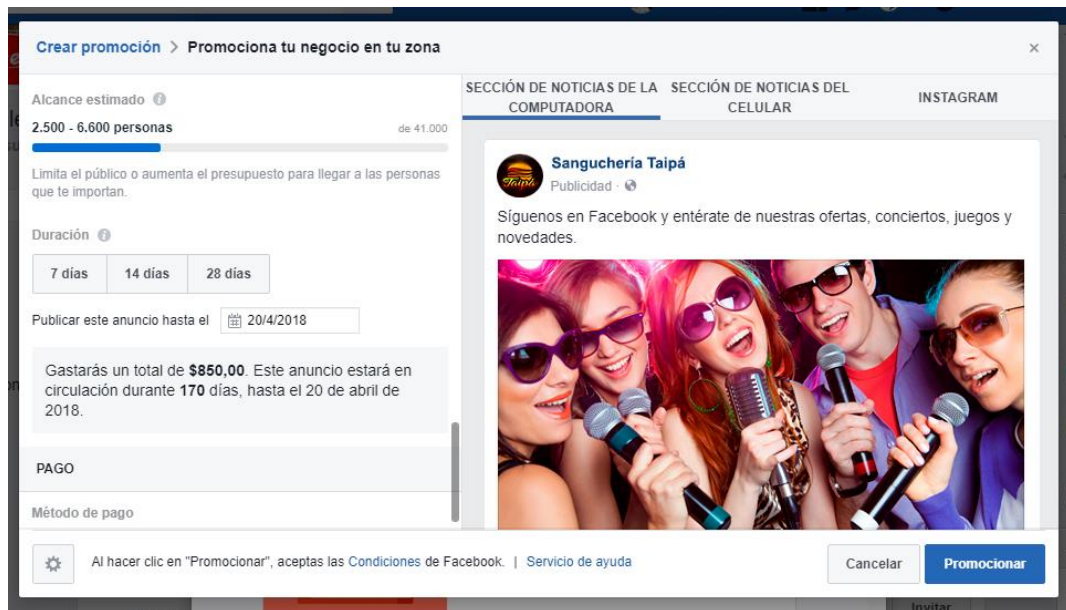 Crear promoción > Promociona tu negocio en tu zona
×
Alcance estimado
2.500 - 6.600 personas
de 41.000
Limita el público o aumenta el presupuesto para llegar a las personas
que te importan.
Duración
7 días
14 días
28 días
Publicar este anuncio hasta el
20/4/2018
Gastarás un total de $850,00. Este anuncio estará en
circulación durante 170 días, hasta el 20 de abril de
2018.
PAGO
Método de pago
SECCIÓN DE NOTICIAS DE LA
COMPUTADORA
SECCIÓN DE NOTICIAS DEL
CELULAR
INSTAGRAM
Taipá
Sanguchería Taipá
Publicidad ·
Síguenos en Facebook y entérate de nuestras ofertas, conciertos, juegos y
novedades.
Al hacer clic en "Promocionar", aceptas las Condiciones de Facebook. | Servicio de ayuda
Cancelar
Promocionar
Invitar